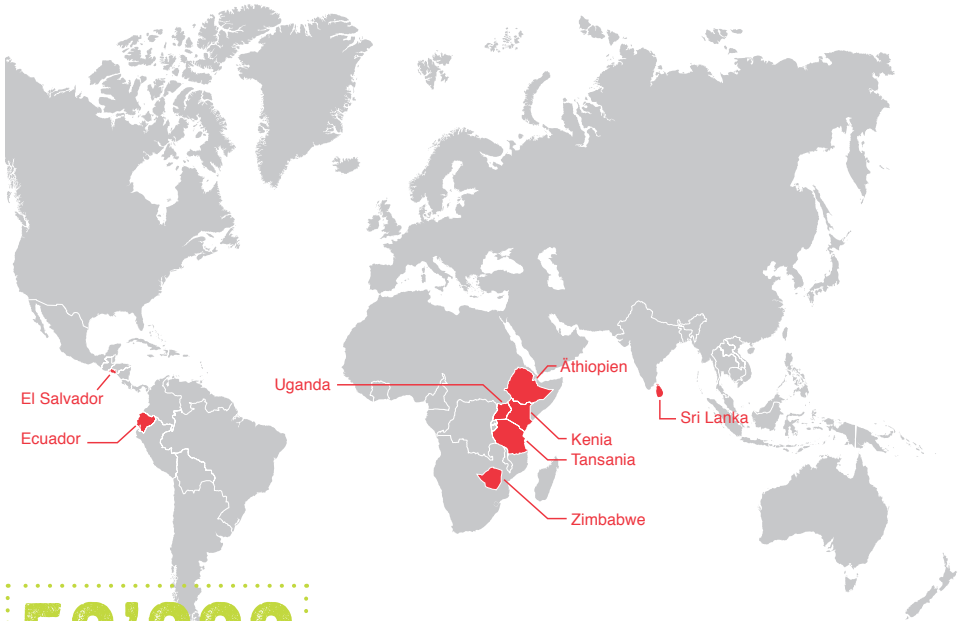 Äthiopien
Uganda
El Salvador
Sri Lanka
Ecuador
Kenia
Tansania
Zimbabwe